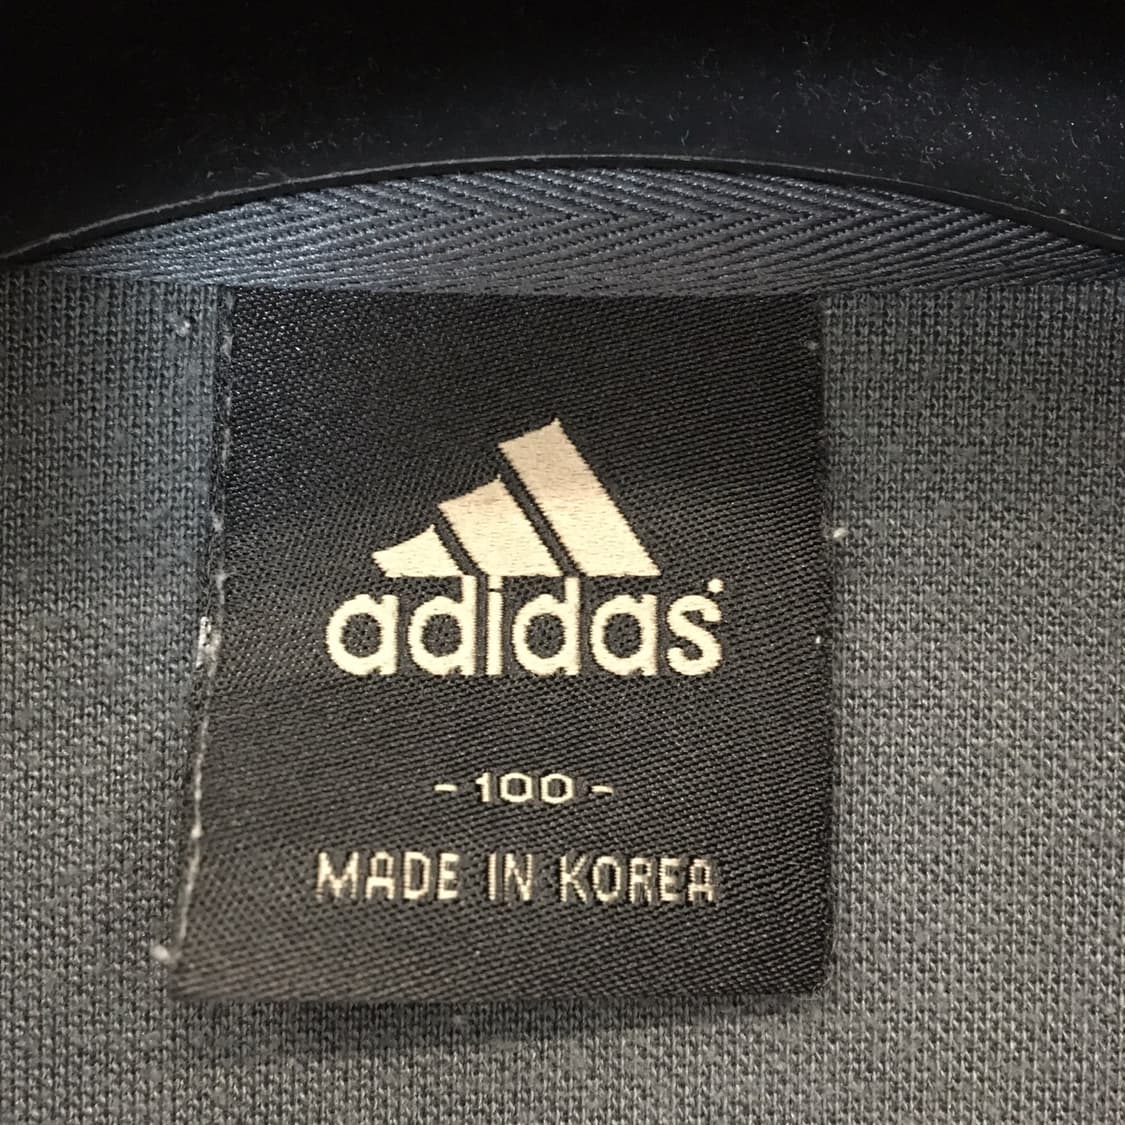 adidas
- 100 -
MADE IN KOREA